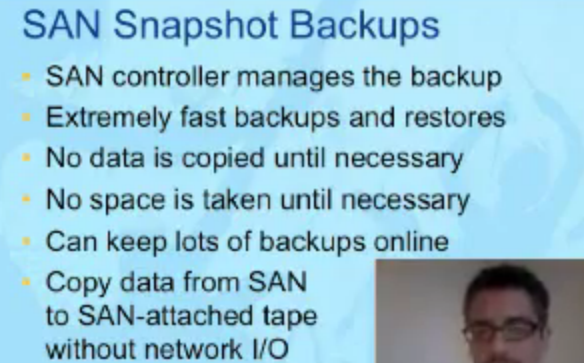 SAN Snapshot Backups
SAN controller manages the backup
Extremely fast backups and restores
No data is copied until necessary
No space is taken until necessary
Can keep lots of backups online
Copy data from SAN
to SAN-attached tape
without network I/O